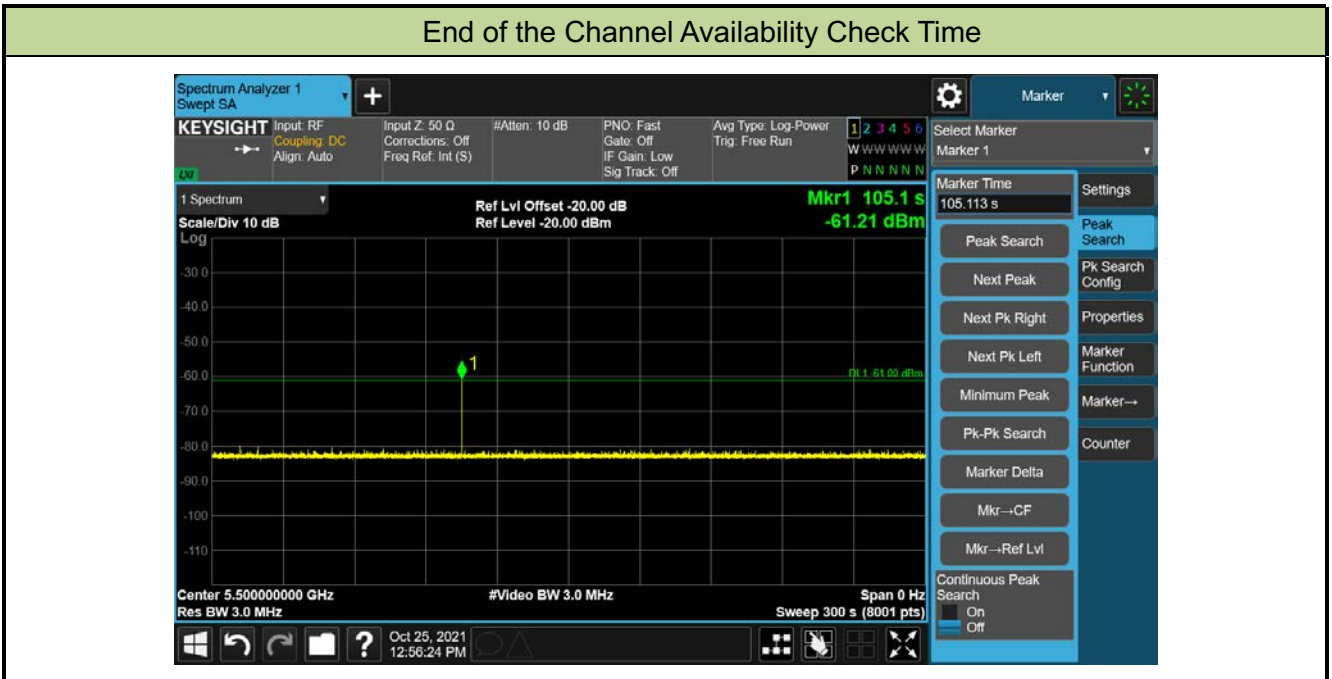 End of the Channel Availability Check Time
Spectrum Analyzer 1
Swept SA
+
Marker
KEYSIGHT
Input: RF
Coupling: DC
Align: Auto
Input Z: 50 Ω
Corrections: Off
Freq Ref: Int (S)
#Atten: 10 dB
PNO: Fast
Gate: Off
IF Gain: Low
Sig Track: Off
Avg Type: Log-Power
Trig: Free Run
1 2 3 4 5 6
W W W W W W
P N N N N N
LXI
Select Marker
Marker 1
1 Spectrum
Scale/Div 10 dB
Log
Ref Lvl Offset -20.00 dB
Ref Level -20.00 dBm
Mkr1 105.1 s
-61.21 dBm
-30.0
-40.0
-50.0
-60.0
-70.0
-80.0
-90.0
-100
-110
1
DL1 -61.00 dBm
Center 5.500000000 GHz
Res BW 3.0 MHz
#Video BW 3.0 MHz
Span 0 Hz
Sweep 300 s (8001 pts)
Marker Time
105.113 s
Peak Search
Next Peak
Next Pk Right
Next Pk Left
Minimum Peak
Pk-Pk Search
Marker Delta
Mkr→CF
Mkr→Ref Lvl
Continuous Peak
Search
On
Off
Settings
Peak
Search
Pk Search
Config
Properties
Marker
Function
Marker→
Counter
?
Oct 25, 2021
12:56:24 PM